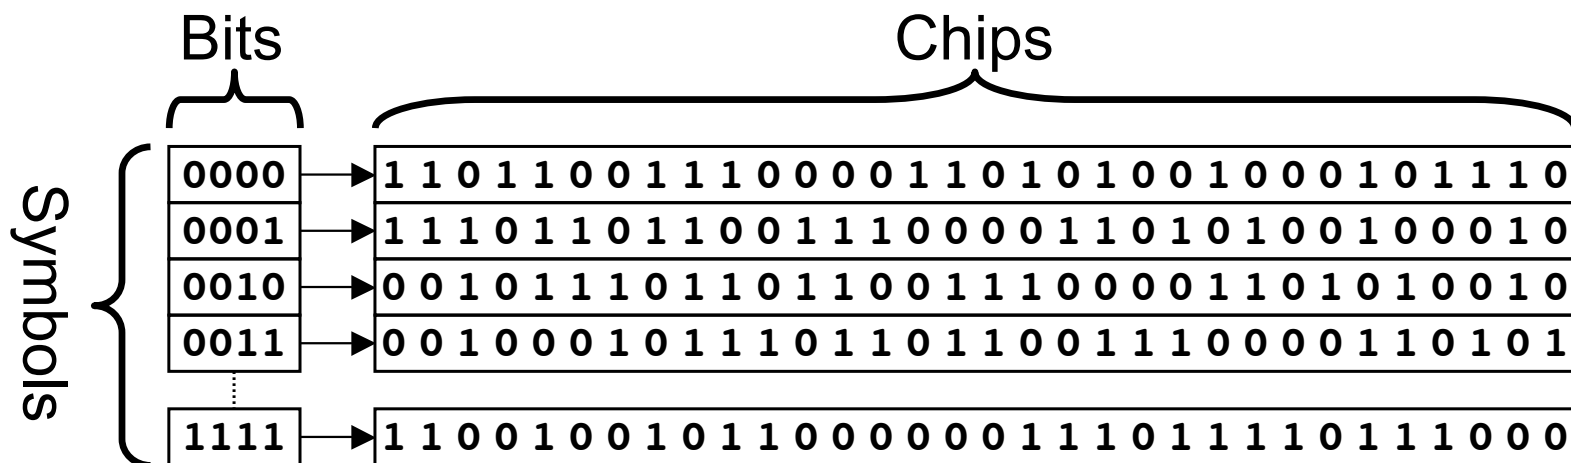 Bits
Chips
Symbols
0000 1 1 0 1 1 0 0 1 1 1 0 0 0 0 1 1 0 1 0 1 0 0 1 0 0 0 1 0 1 1 1 0
0001 1 1 1 0 1 1 0 1 1 0 0 1 1 1 0 0 0 0 1 1 0 1 0 1 0 0 1 0 0 0 1 0
0010 0 0 1 0 1 1 1 0 1 1 0 1 1 0 0 1 1 1 0 0 0 0 1 1 0 1 0 1 0 0 1 0
0011 0 0 1 0 0 0 1 0 1 1 1 0 1 1 0 1 1 0 0 1 1 1 0 0 0 0 1 1 0 1 0 1
1111 1 1 0 0 1 0 0 1 0 1 1 0 0 0 0 0 0 1 1 1 0 1 1 1 1 0 1 1 1 0 0 0